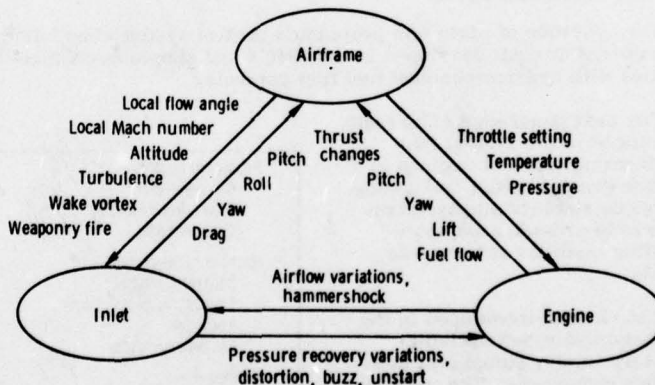 Airframe
Local flow angle
Local Mach number
Altitude
Turbulence
Wake vortex
Weaponry fire
Pitch
Roll
Yaw
Drag
Thrust
changes
Pitch
Yaw
Lift
Fuel flow
Throttle setting
Temperature
Pressure
Inlet
Airflow variations,
hammershock
Engine
Pressure recovery variations,
distortion, buzz, unstart